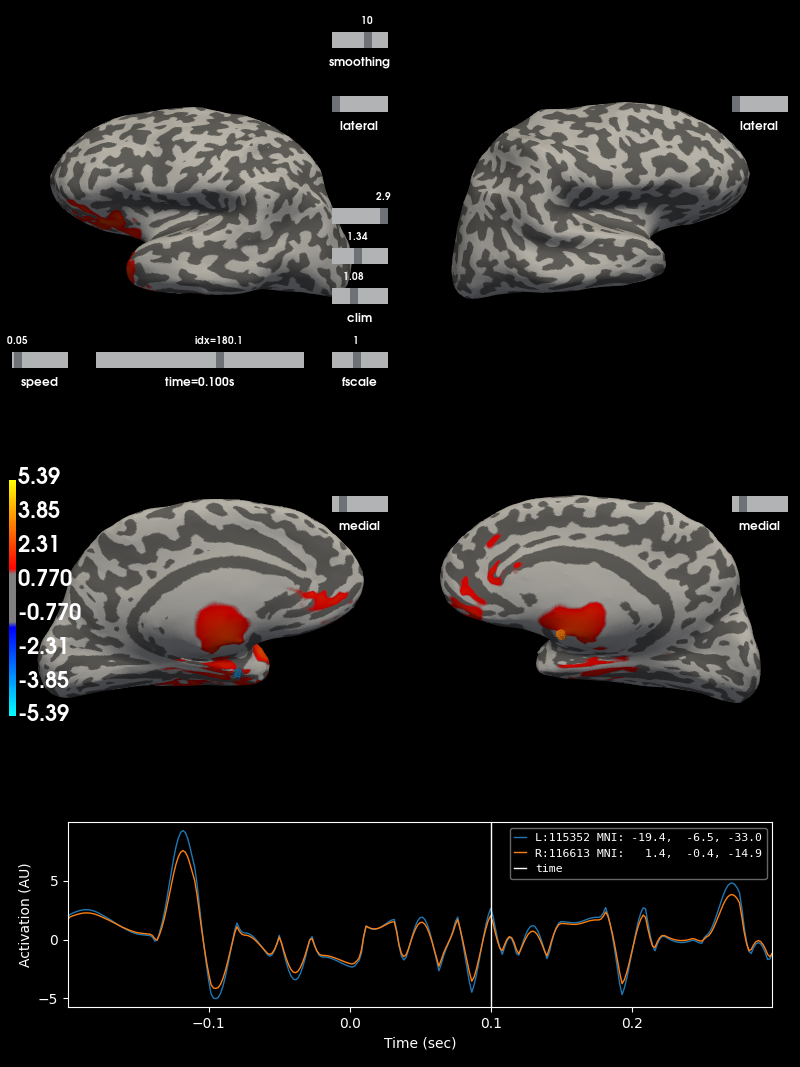 10
smoothing
lateral
lateral
2.9
1.34
1.08
clim
0.05
idx=180.1
1
speed
time=0.100s
fscale
5.39
3.85
2.31
0.770
-0.770
-2.31
-3.85
-5.39
medial
medial
L:115352 MNI: -19.4,  -6.5, -33.0
R:116613 MNI:   1.4,  -0.4, -14.9
time
Activation (AU)
5
0
−5
−0.1
0.0
0.1
0.2
Time (sec)